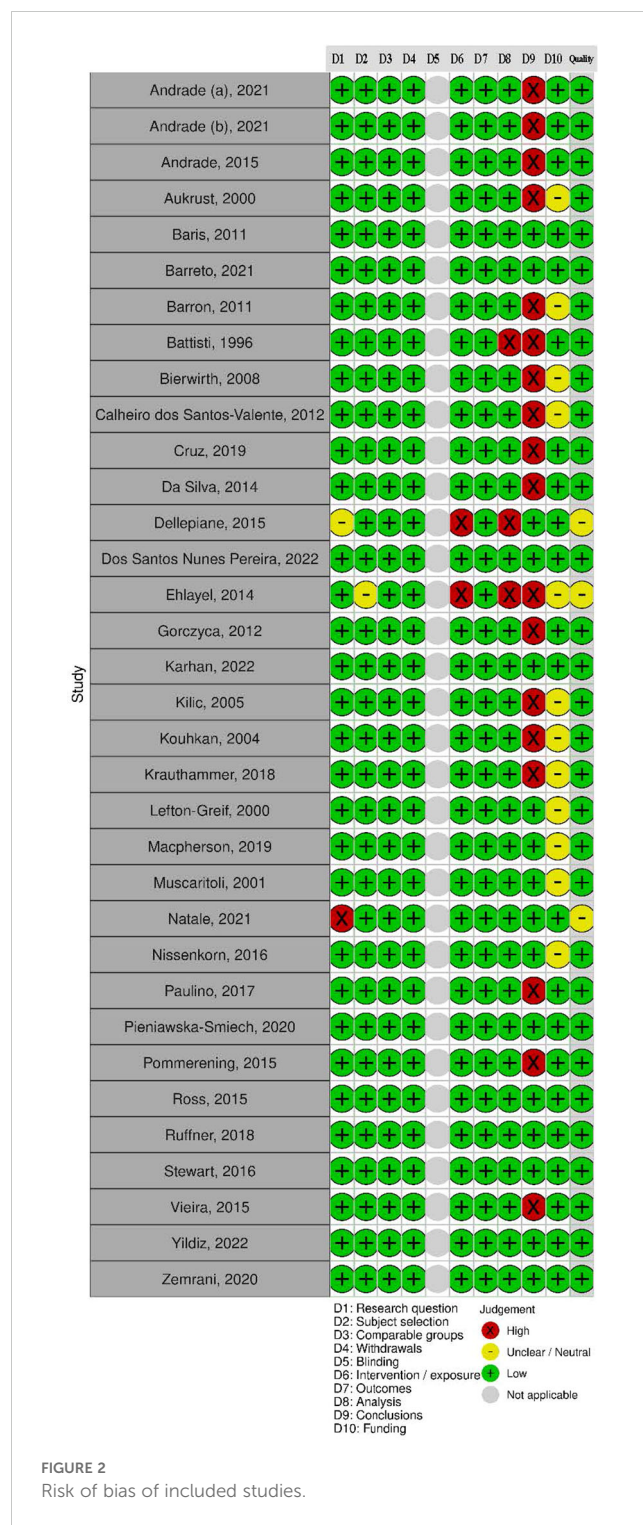 D1 D2 D3 D4 D5 D6 D7 D8 D9 D10 Quality
Andrade (a), 2021 + + + + + + + X + +
Andrade (b), 2021 + + + + + + + X + +
Andrade, 2015 + + + + + + + X + +
Aukrust, 2000 + + + + + + + X - +
Baris, 2011 + + + + + + + + + +
Barreto, 2021 + + + + + + + + + +
Barron, 2011 + + + + + + + X - +
Battisti, 1996 + + + + + + X X + +
Bierwirth, 2008 + + + + + + + X - +
Calheiro dos Santos-Valente, 2012 + + + + + + + X - +
Cruz, 2019 + + + + + + + X + +
Da Silva, 2014 + + + + + + + X + +
Dellepiane, 2015 - + + + X + X + + -
Dos Santos Nunes Pereira, 2022 + + + + + + + + + +
Ehlayel, 2014 + - + + X + X X - -
Gorczyca, 2012 + + + + + + + X + +
Karhan, 2022 + + + + + + + + + +
Kilic, 2005 + + + + + + + X - +
Kouhkan, 2004 + + + + + + + X - +
Krauthammer, 2018 + + + + + + + X - +
Lefton-Greif, 2000 + + + + + + + + - +
Macpherson, 2019 + + + + + + + + - +
Muscaritoli, 2001 + + + + + + + + - +
Natale, 2021 X + + + + + + + + -
Nissenkorn, 2016 + + + + + + + + - +
Paulino, 2017 + + + + + + + X + +
Pieniawska-Smiech, 2020 + + + + + + + + + +
Pommerening, 2015 + + + + + + + X + +
Ross, 2015 + + + + + + + + + +
Ruffner, 2018 + + + + + + + + + +
Stewart, 2016 + + + + + + + + + +
Vieira, 2015 + + + + + + + X + +
Yildiz, 2022 + + + + + + + + + +
Zemrani, 2020 + + + + + + + + + +
Study
D1: Research question
D2: Subject selection
D3: Comparable groups
D4: Withdrawals
D5: Blinding
D6: Intervention / exposure
D7: Outcomes
D8: Analysis
D9: Conclusions
D10: Funding
Judgement
X High
- Unclear / Neutral
+ Low
Not applicable
FIGURE 2
Risk of bias of included studies.